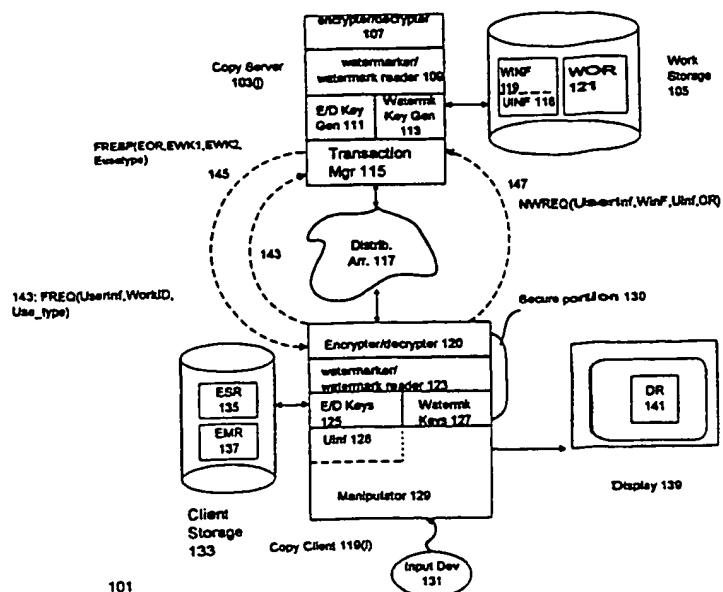 encrypter/decrypter
107
Copy Server
103(j)
watermarker/
watermark reader 109
E/D Key
Gen 111
Watermk
Key Gen
113
WINF
119
UINF 118
WOR
121
Work
Storage
105
FRESP(EOR,EWK1,EWK2,
Eusetype)
145
Transaction
Mgr 115
147
NWREQ(UserInf,WinF,UInf,OR)
143
Distrib.
Arr. 117
143: FREQ(UserInf,WorkID,
Use_type)
Secure portion 130
Encrypter/decrypter 120
watermarker/
watermark reader 123
ESR
135
E/D Keys
125
Watermk
Keys 127
DR
141
EMR
137
UInf 128
Manipulator 129
Display 139
Client
Storage
133
Copy Client 119(i)
Input Dev
131
101